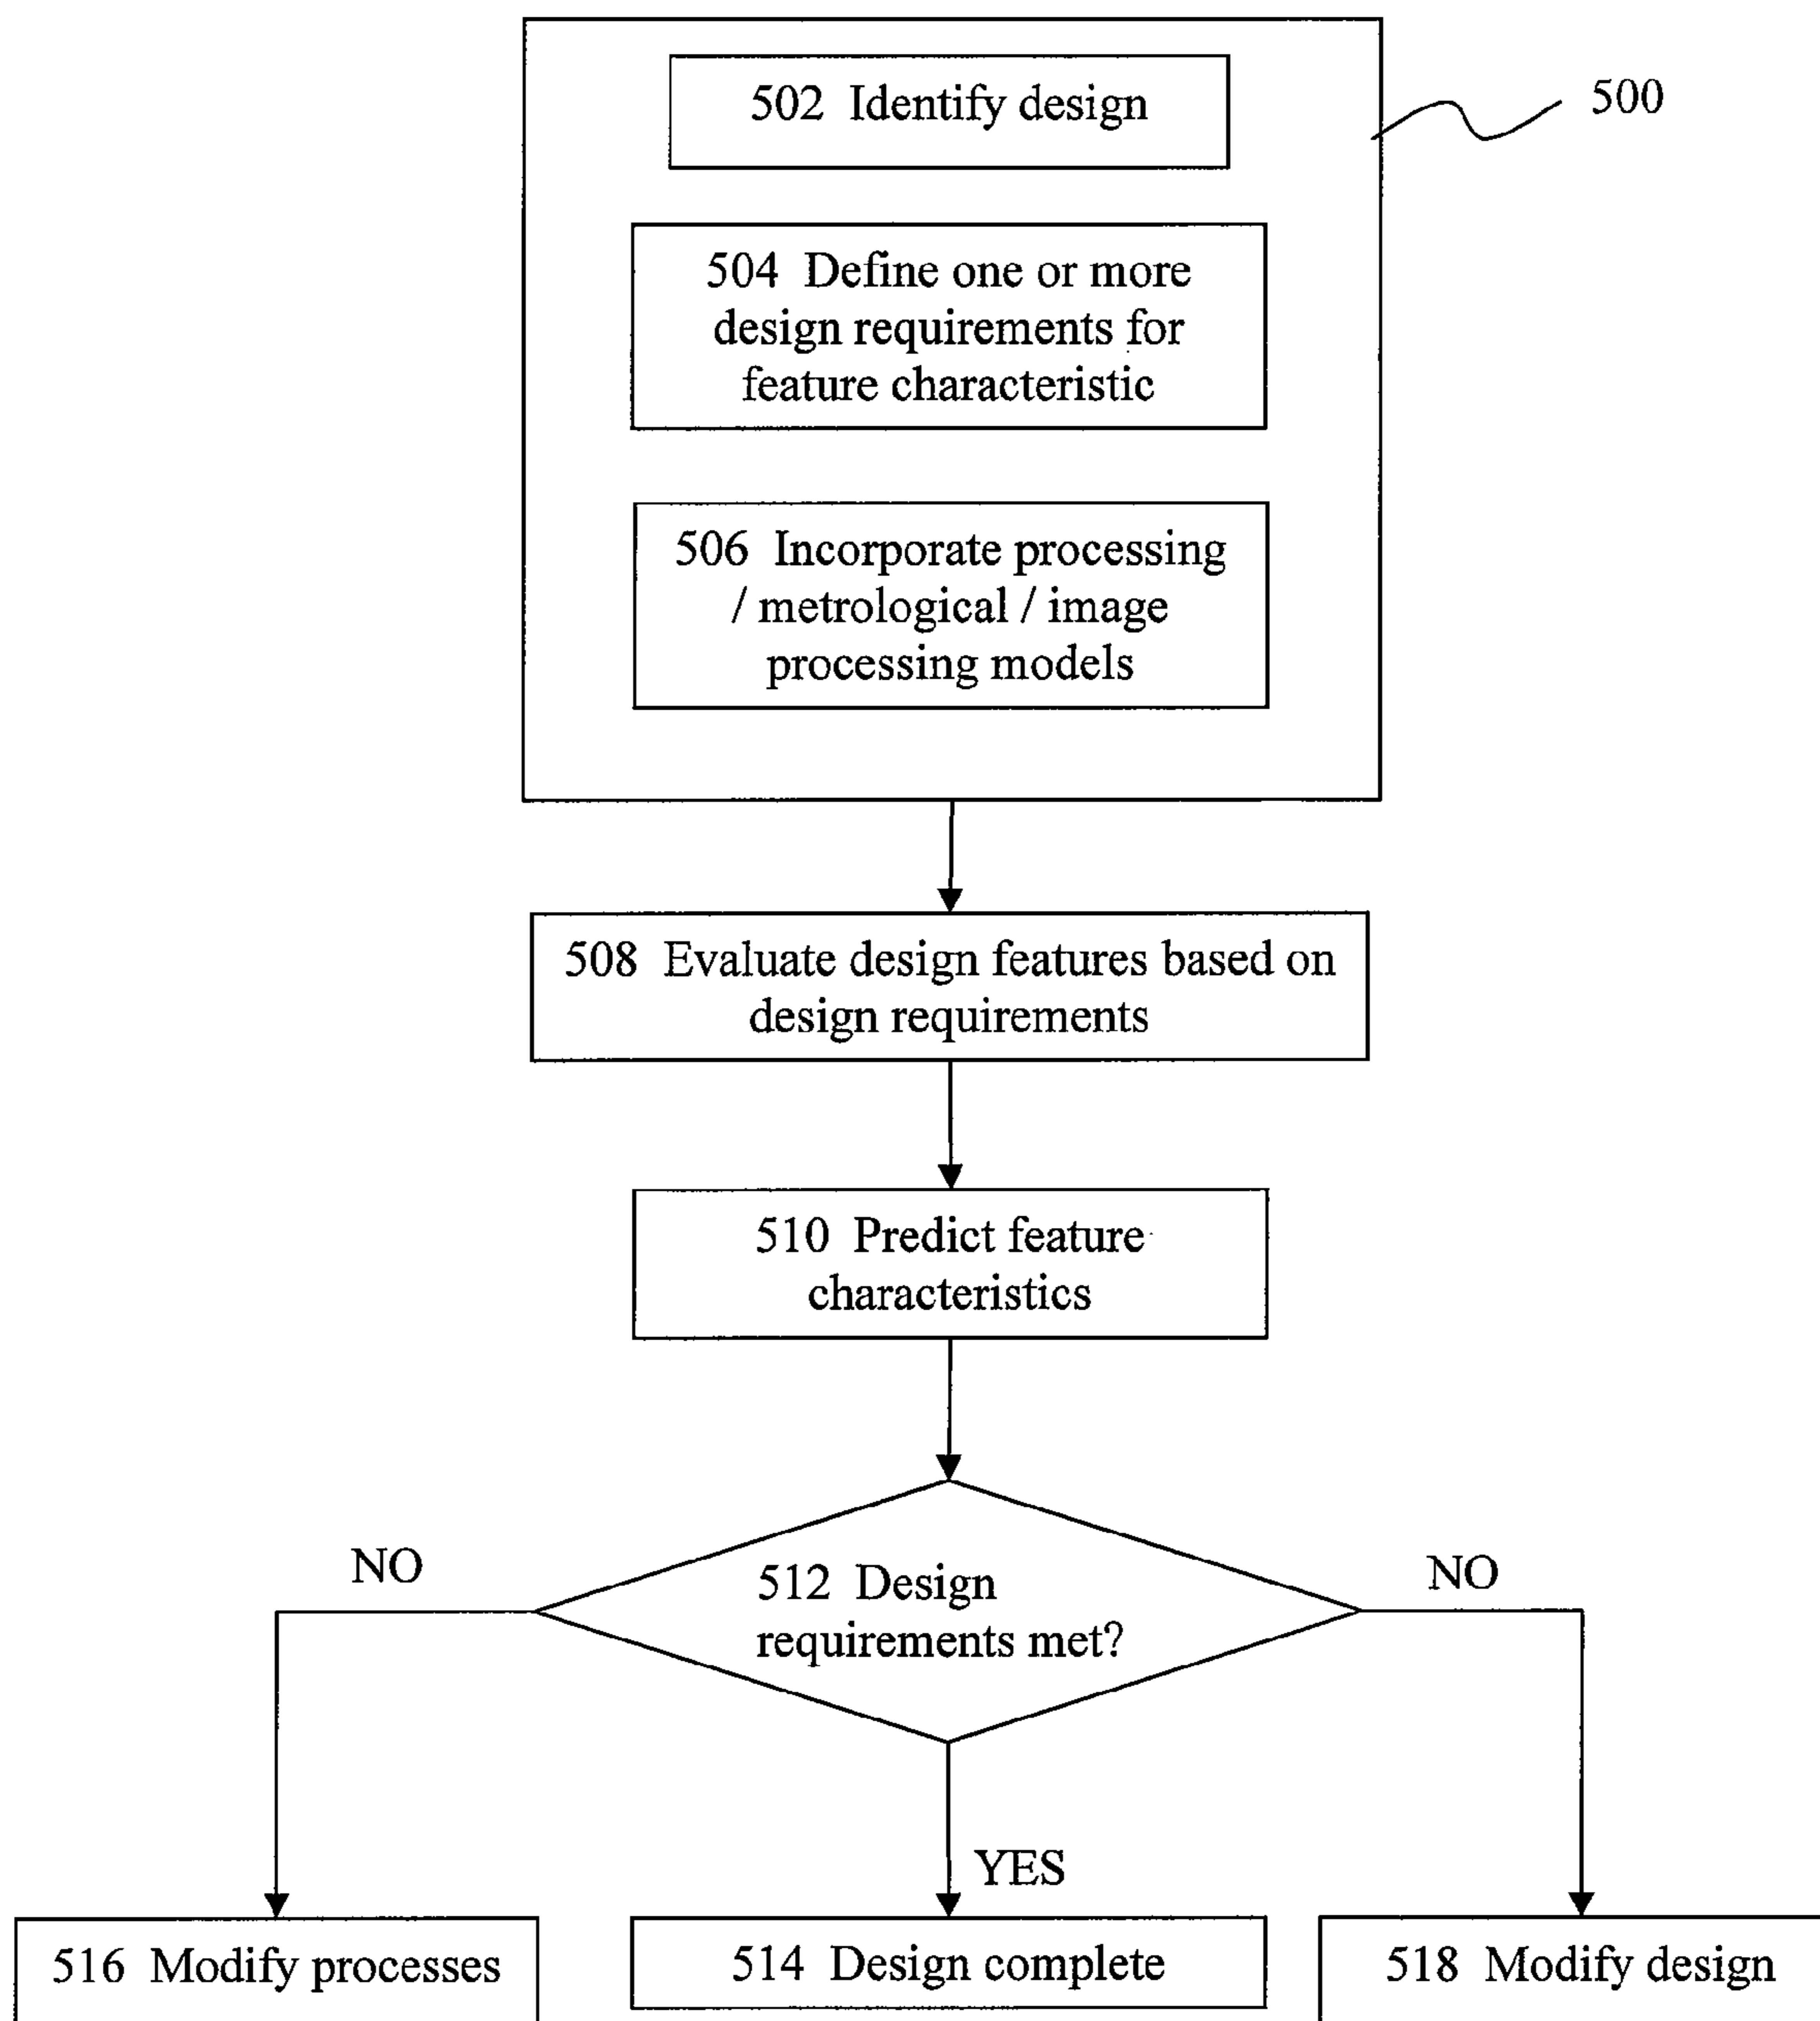 502 Identify design
500
504 Define one or more
design requirements for
feature characteristic
506 Incorporate processing
/ metrological / image
processing models
508 Evaluate design features based on
design requirements
510 Predict feature
characteristics
NO
512 Design
requirements met?
NO
YES
516 Modify processes
514 Design complete
518 Modify design